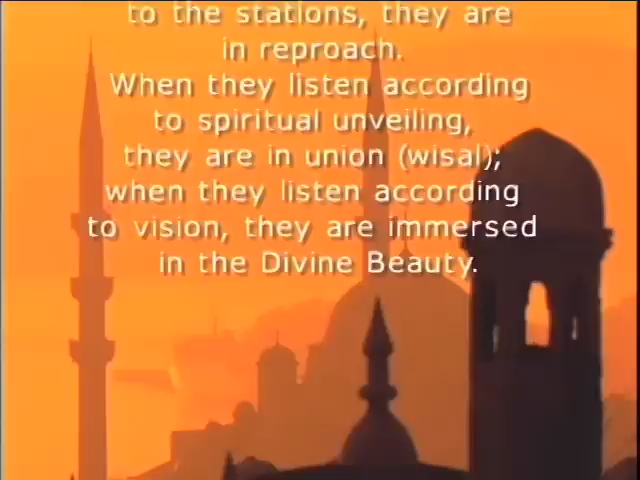 to the stations, they are
in reproach.
When they listen according
to spiritual unveiling,
they are in union (wisal);
when they listen according
to vision, they are immersed
in the Divine Beauty.